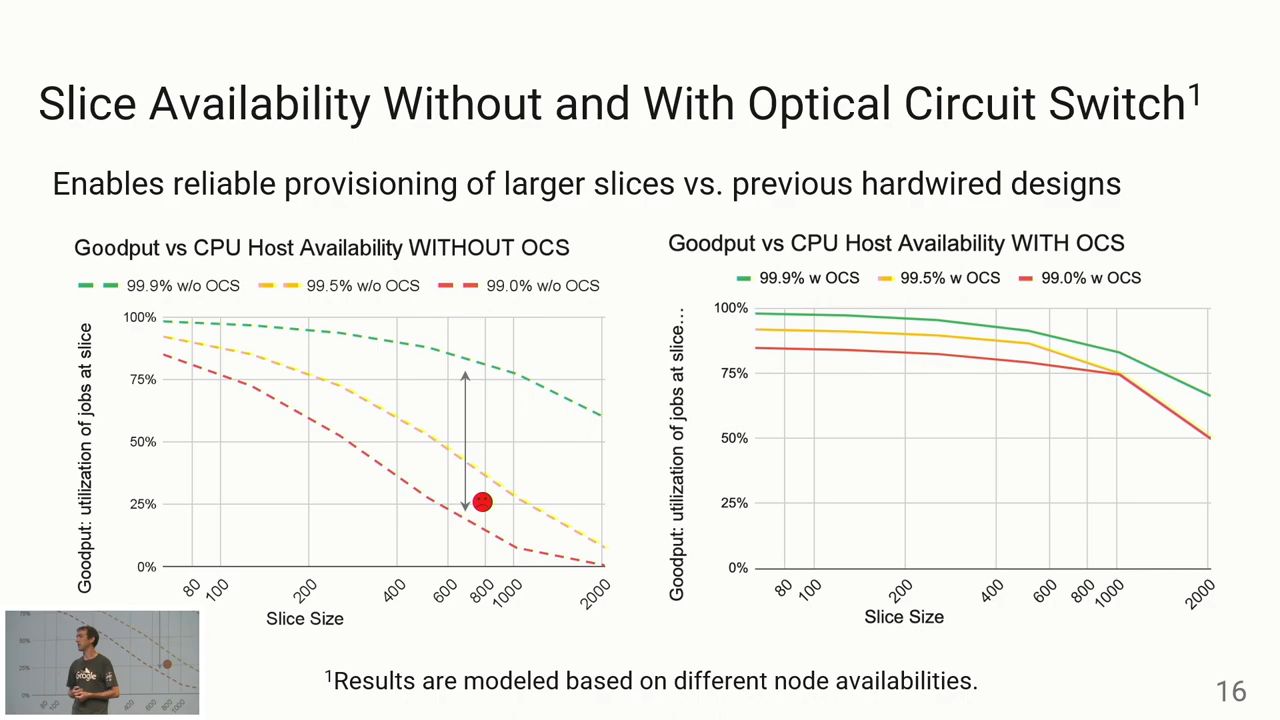 Slice Availability Without and With Optical Circuit Switch¹
Enables reliable provisioning of larger slices vs. previous hardwired designs
Goodput vs CPU Host Availability WITHOUT OCS
99.9% w/o OCS 99.5% w/o OCS 99.0% w/o OCS
Goodput: utilization of jobs at slice
100%
75%
50%
25%
0%
80 100 200 400 600 800 1000 2000
Slice Size
Goodput vs CPU Host Availability WITH OCS
99.9% w OCS 99.5% w OCS 99.0% w OCS
Goodput: utilization of jobs at slice...
100%
75%
50%
25%
0%
80 100 200 400 600 800 1000 2000
Slice Size
Google
¹Results are modeled based on different node availabilities.
16